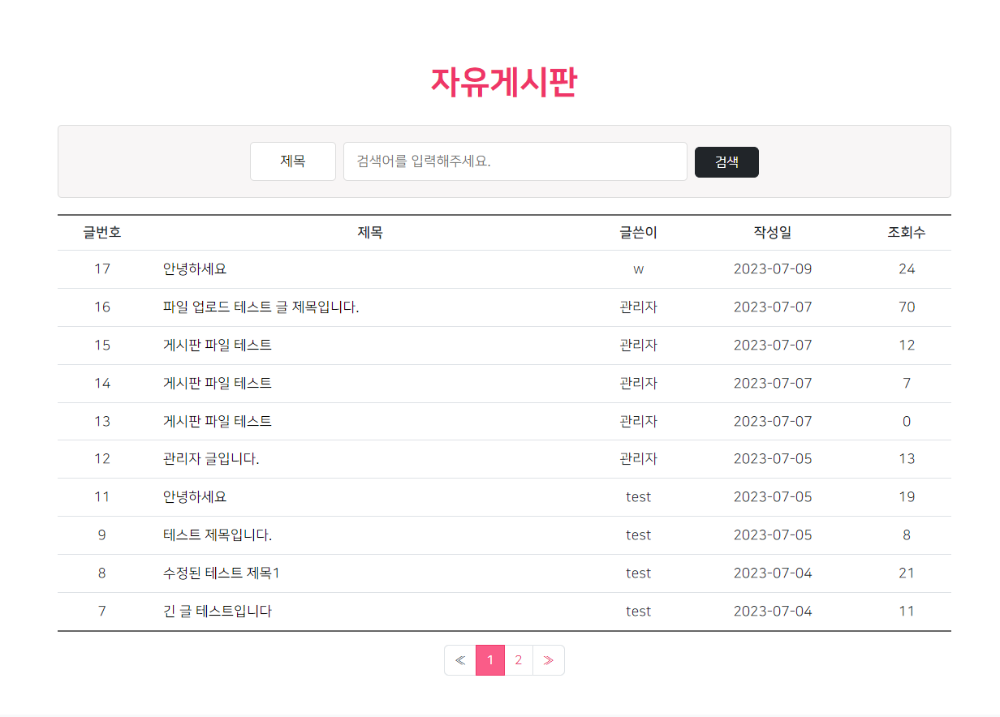 자유게시판
제목 검색어를 입력해주세요. 검색
글번호 제목 글쓴이 작성일 조회수
17 안녕하세요 w 2023-07-09 24
16 파일 업로드 테스트 글 제목입니다. 관리자 2023-07-07 70
15 게시판 파일 테스트 관리자 2023-07-07 12
14 게시판 파일 테스트 관리자 2023-07-07 7
13 게시판 파일 테스트 관리자 2023-07-07 0
12 관리자 글입니다. 관리자 2023-07-05 13
11 안녕하세요 test 2023-07-05 19
9 테스트 제목입니다. test 2023-07-05 8
8 수정된 테스트 제목1 test 2023-07-04 21
7 긴 글 테스트입니다 test 2023-07-04 11
≪ 1 2 ≫